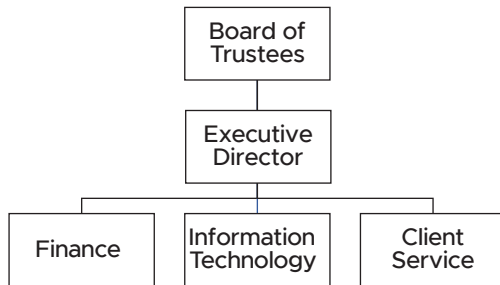 Board of
Trustees
Executive
Director
Finance
Information
Technology
Client
Service